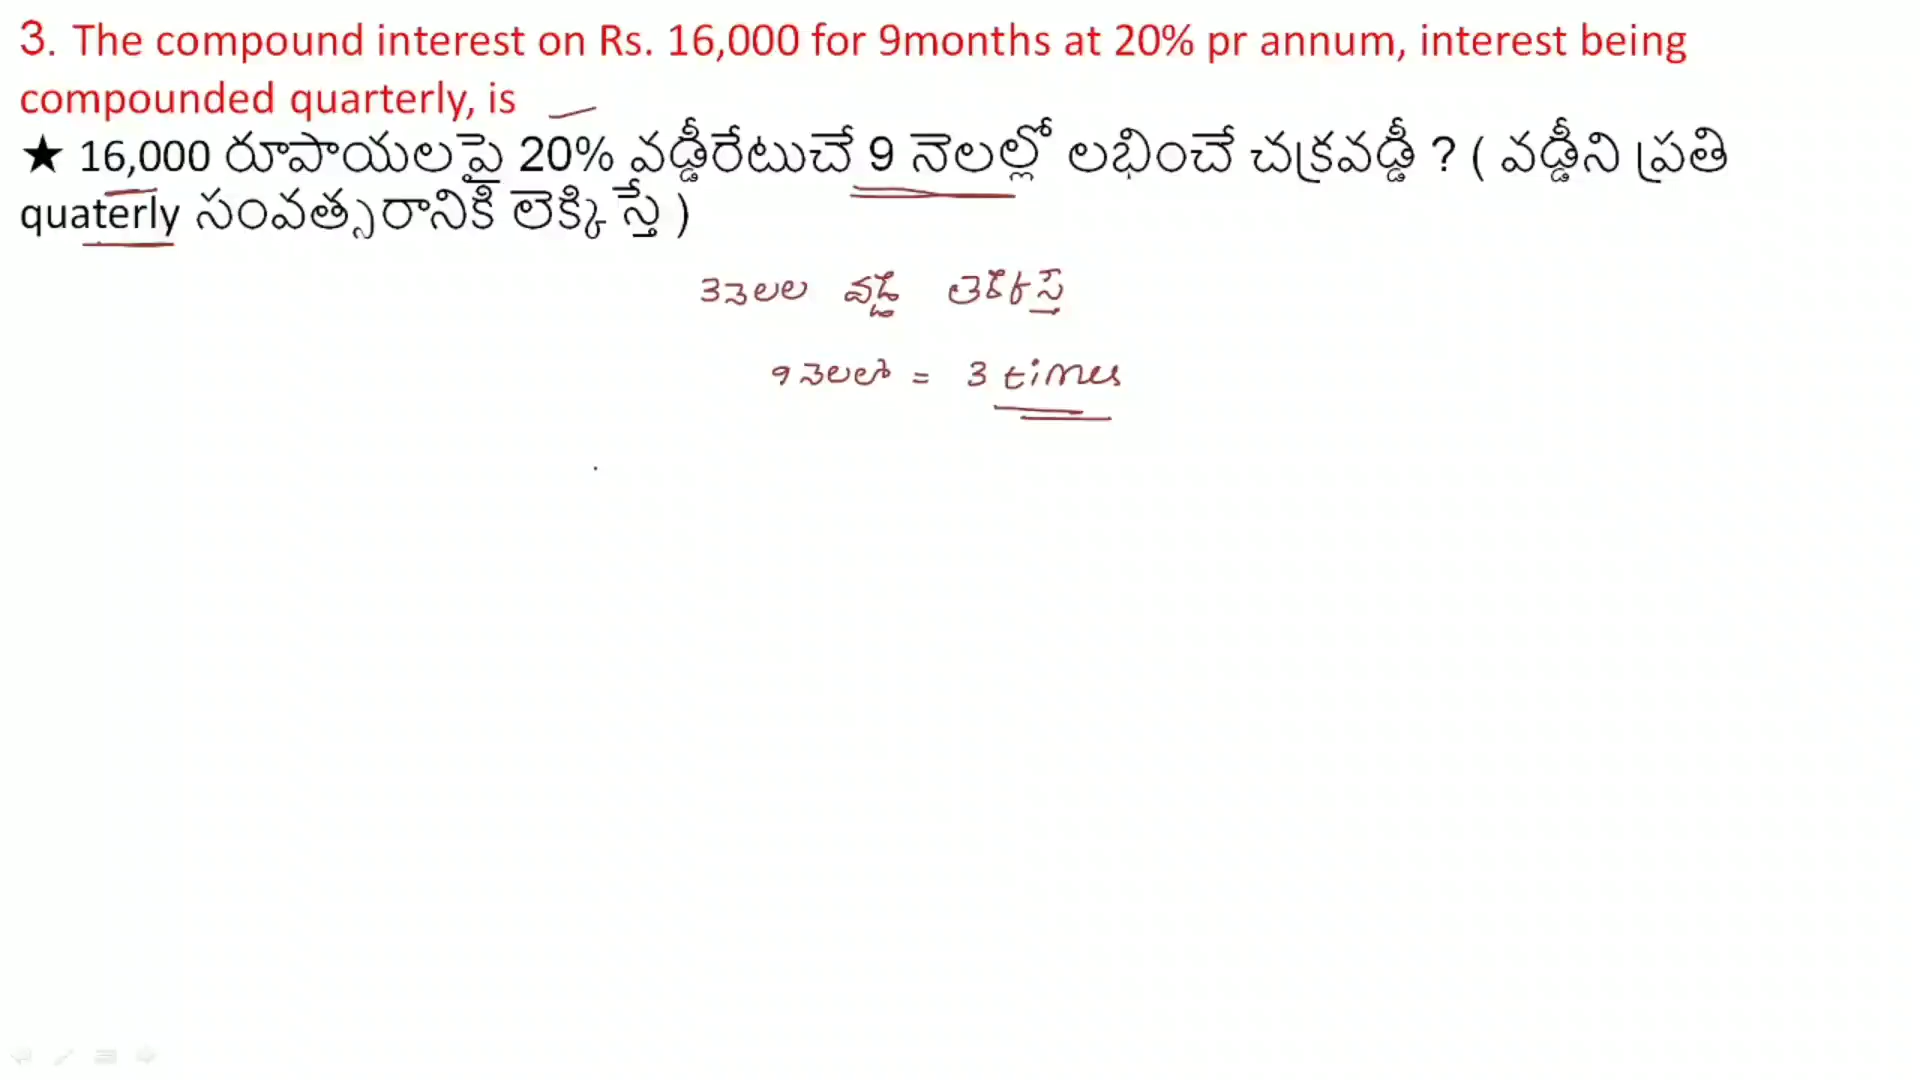 3. The compound interest on Rs. 16,000 for 9months at 20% pr annum, interest being
compounded quarterly, is
★ 16,000 రూపాయలపై 20% వడ్డీరేటుచే 9 నెలల్లో లభించే చక్రవడ్డీ ? ( వడ్డీని ప్రతి
quaterly సంవత్సరానికి లెక్కిస్తే )
3నెలల వడ్డీ
9నెలలో = 3 times